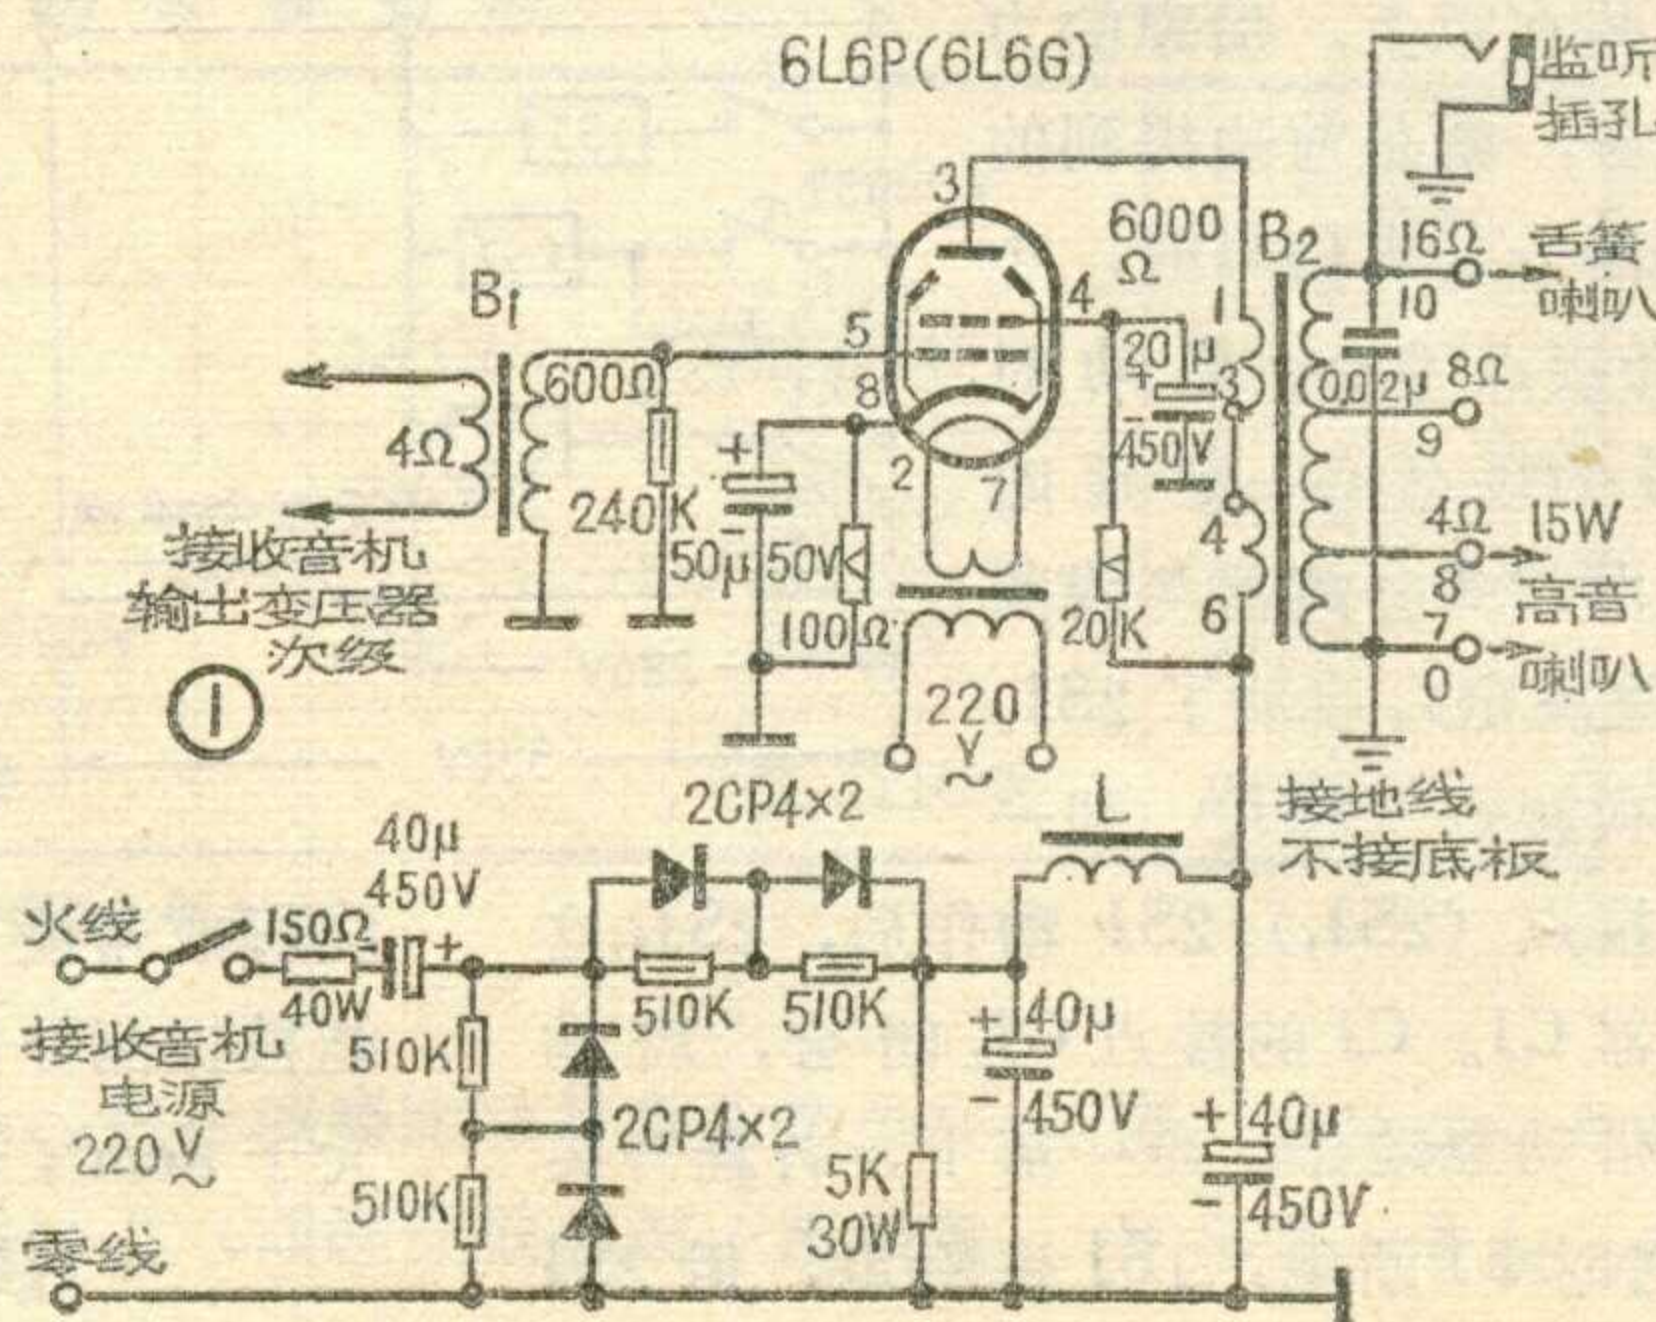 6L6P(6L6G)
监听
插孔
3
6000
Ω
B2
16Ω
舌簧
喇叭
10
B1
5
4
1
20μ
+
3
0.02μ
8Ω
9
600Ω
8
4Ω
+
-
450V
2
7
240K
-
50μ
50V
4
4Ω
15W
8
高音
接收音机
输出变压器
次级
100Ω
20K
6
7
0
喇叭
1
220
V
~
接地线
不接底板
2CP4×2
L
40μ
450V
火线
150Ω
-
+
40W
510K
510K
接收音机
电源
220V
~
510K
+
40μ
-
450V
2CP4×2
+
40μ
-
450V
510K
5K
30W
零线